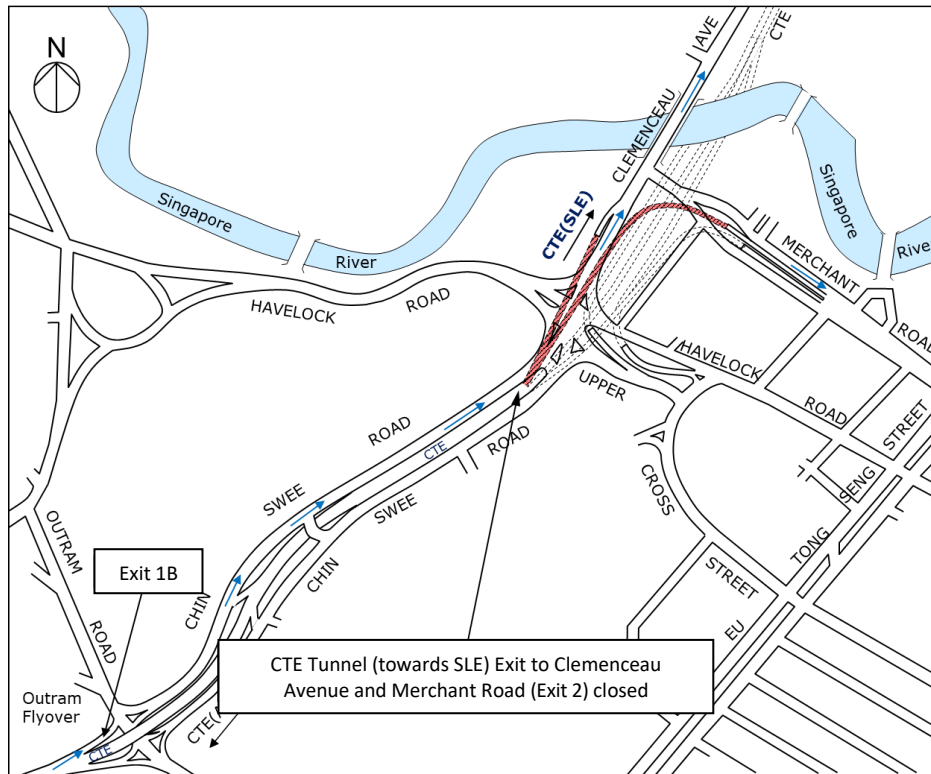 N
AVE
CTE
CLEMENCEAU
CTE(SLE)
Singapore
River
Singapore
River
MERCHANT
ROAD
HAVELOCK
ROAD
HAVELOCK
ROAD
UPPER
CROSS
STREET
ROAD
SWEE
CHIN
CTE
ROAD
SWEE
CHIN
STREET
SENG
TONG
EU
OUTRAM
ROAD
Exit 1B
CTE Tunnel (towards SLE) Exit to Clemenceau
Avenue and Merchant Road (Exit 2) closed
Outram
Flyover
CTE
CTE(